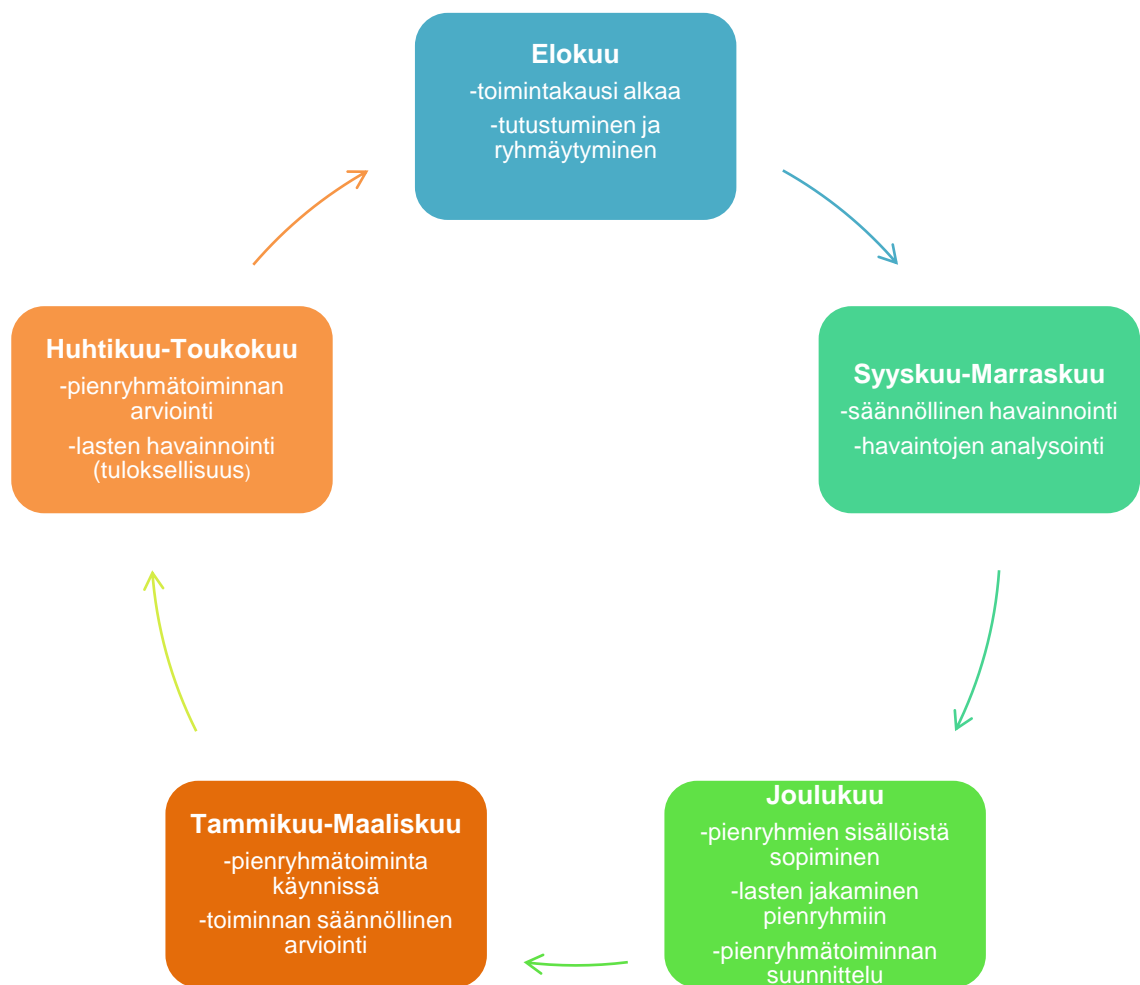 Elokuu
-toimintakausi alkaa
-tutustuminen ja
ryhmäytyminen
Syyskuu-Marraskuu
-säännöllinen havainnointi
-havaintojen analysointi
Joulukuu
-pienryhmien sisällöistä
sopiminen
-lasten jakaminen
pienryhmiin
-pienryhmätoiminnan
suunnittelu
Tammikuu-Maaliskuu
-pienryhmätoiminta
käynnissä
-toiminnan säännöllinen
arviointi
Huhtikuu-Toukokuu
-pienryhmätoiminnan
arviointi
-lasten havainnointi
(tuloksellisuus)